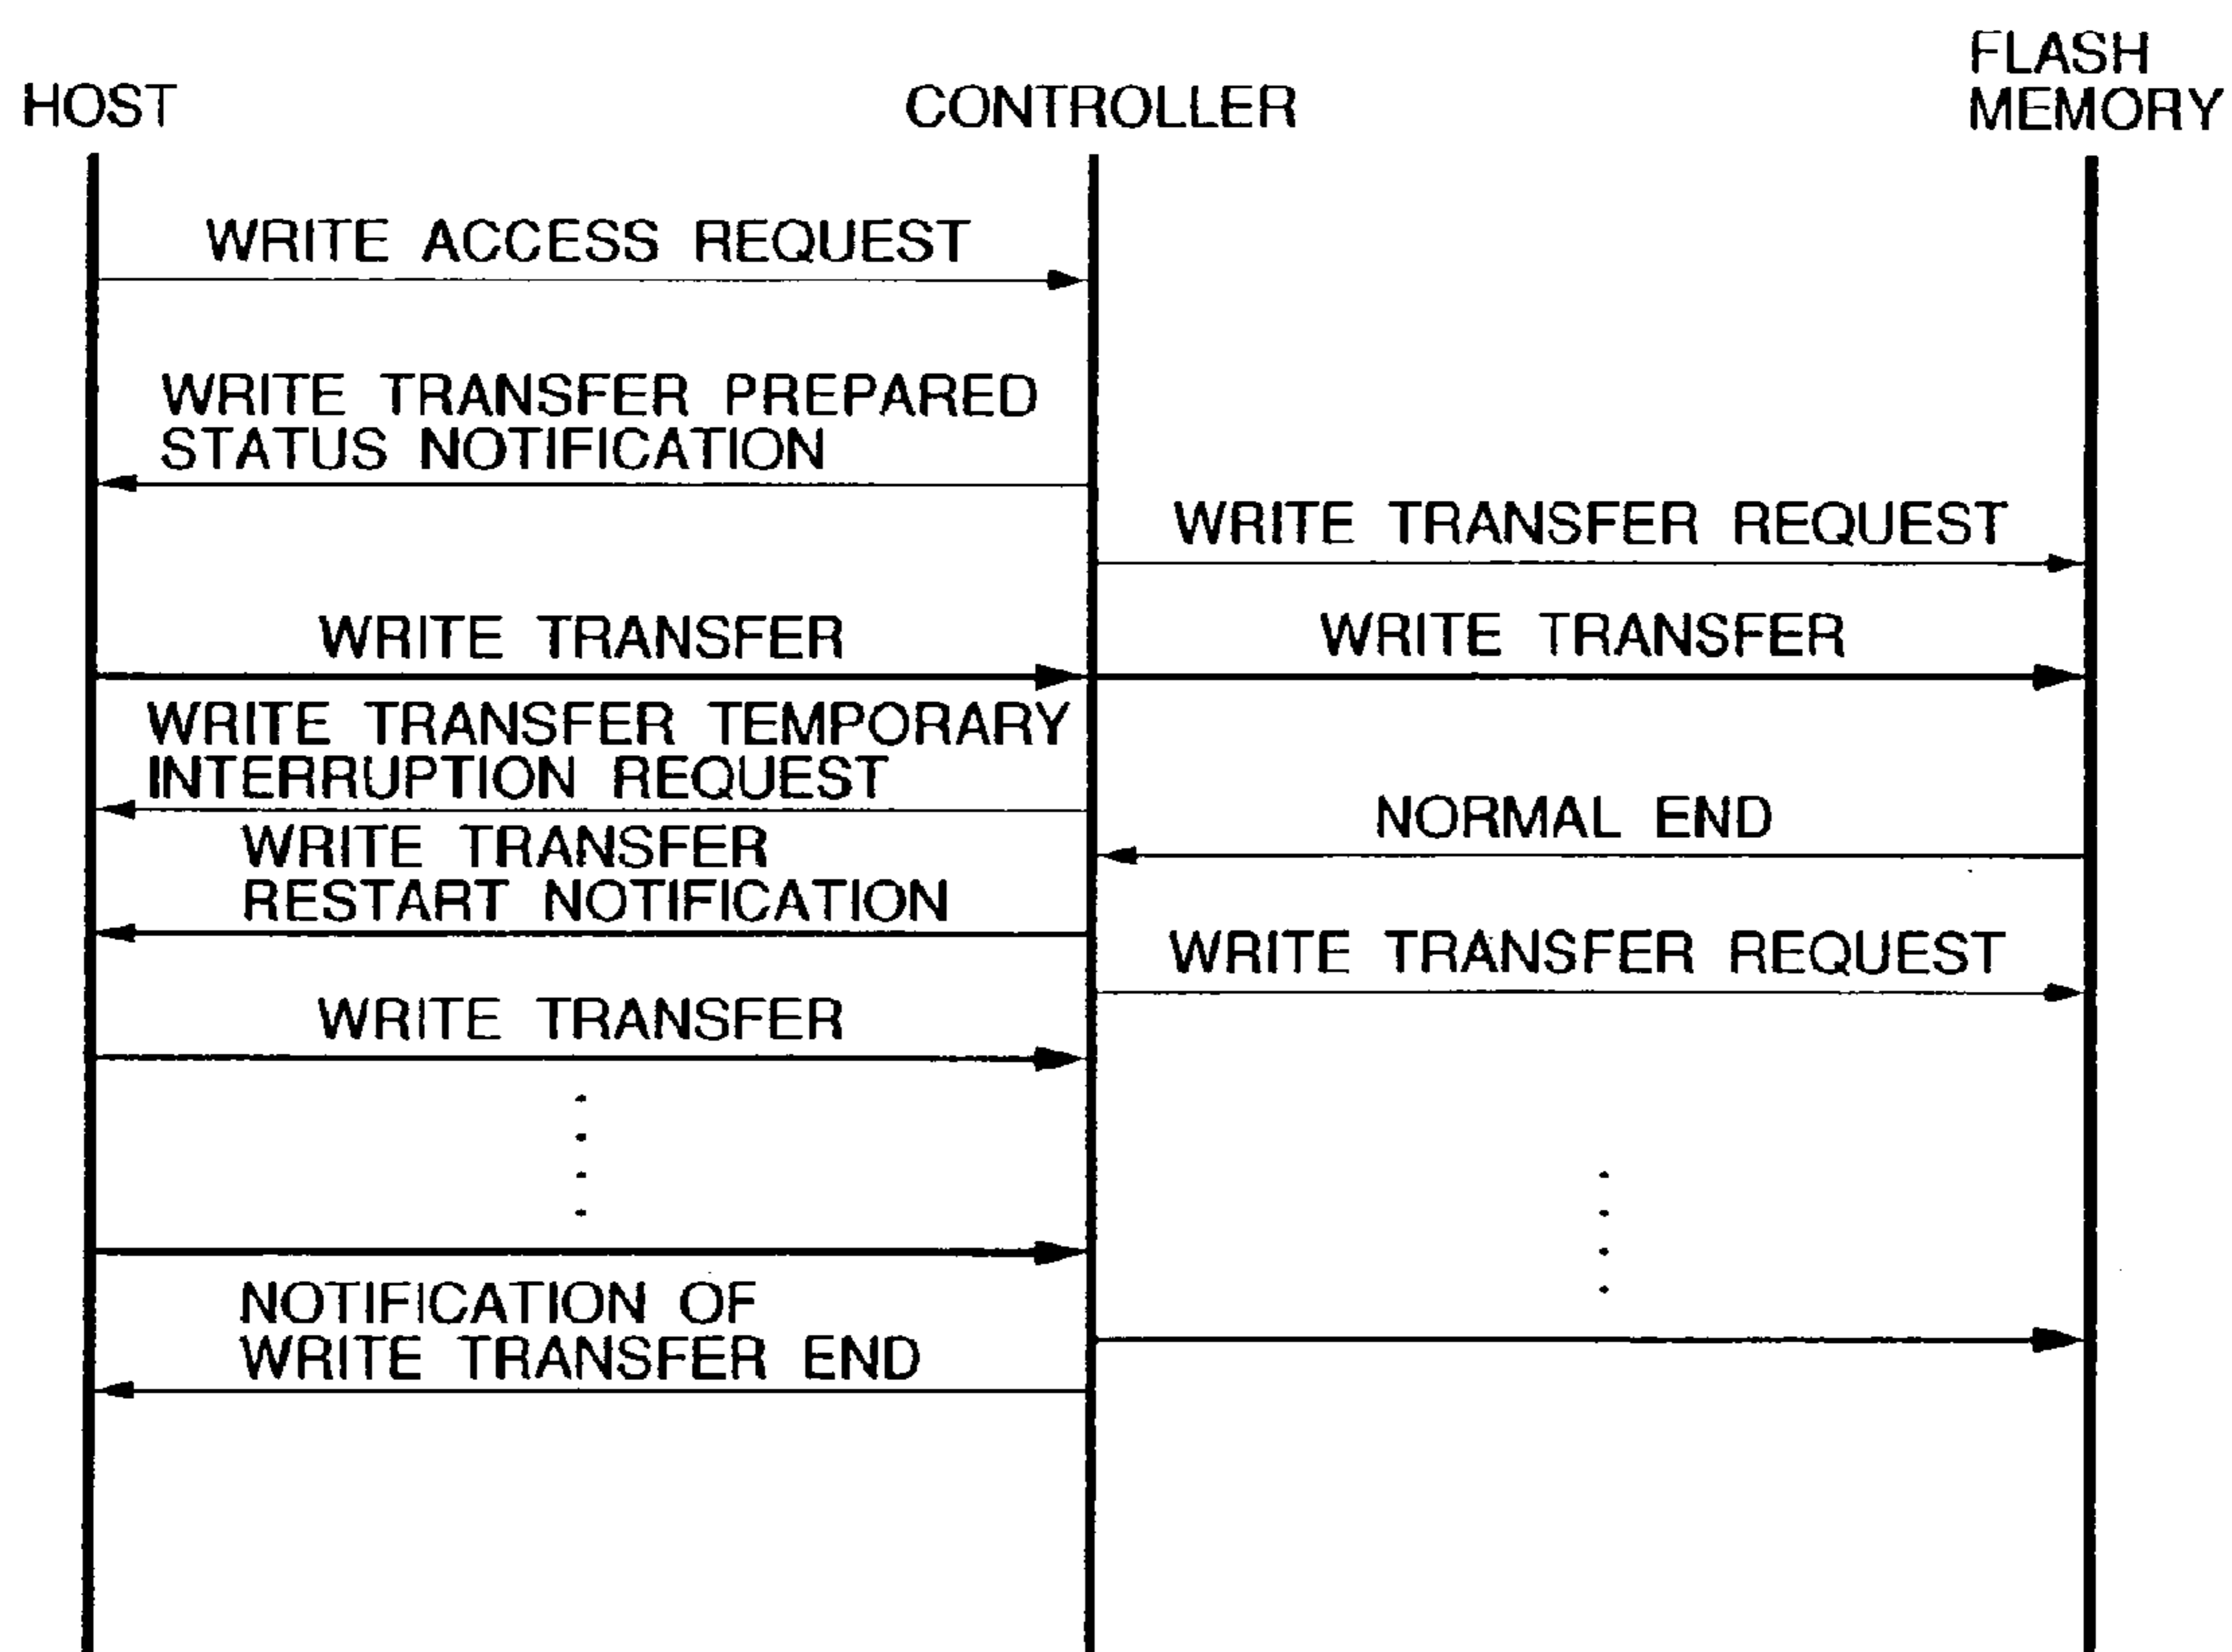 HOST
CONTROLLER
FLASH
MEMORY
WRITE ACCESS REQUEST
WRITE TRANSFER PREPARED
STATUS NOTIFICATION
WRITE TRANSFER REQUEST
WRITE TRANSFER
WRITE TRANSFER
WRITE TRANSFER TEMPORARY
INTERRUPTION REQUEST
NORMAL END
WRITE TRANSFER
RESTART NOTIFICATION
WRITE TRANSFER REQUEST
WRITE TRANSFER
NOTIFICATION OF
WRITE TRANSFER END